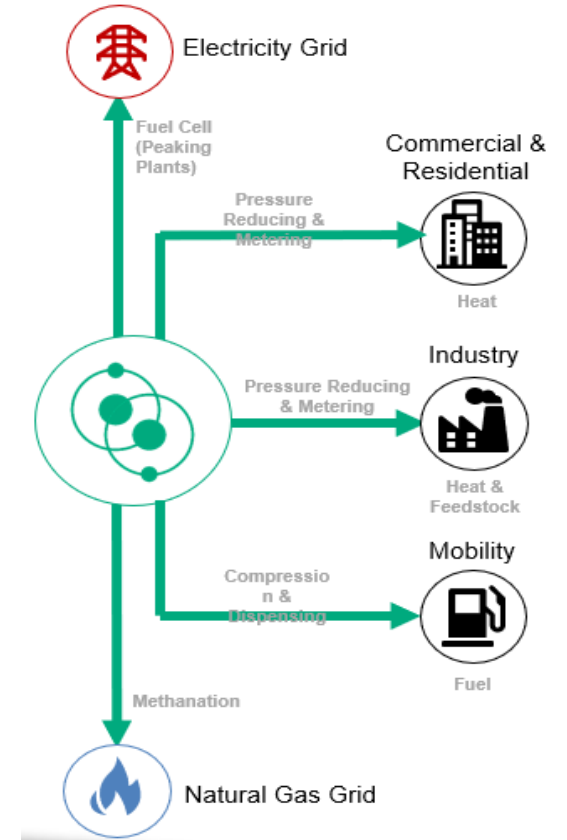 Electricity Grid
Fuel Cell
(Peaking
Plants)
Commercial &
Residential
Pressure
Reducing &
Metering
Heat
Industry
Pressure Reducing
& Metering
Heat &
Feedstock
Mobility
Compressio
n &
Dispensing
Fuel
Methanation
Natural Gas Grid